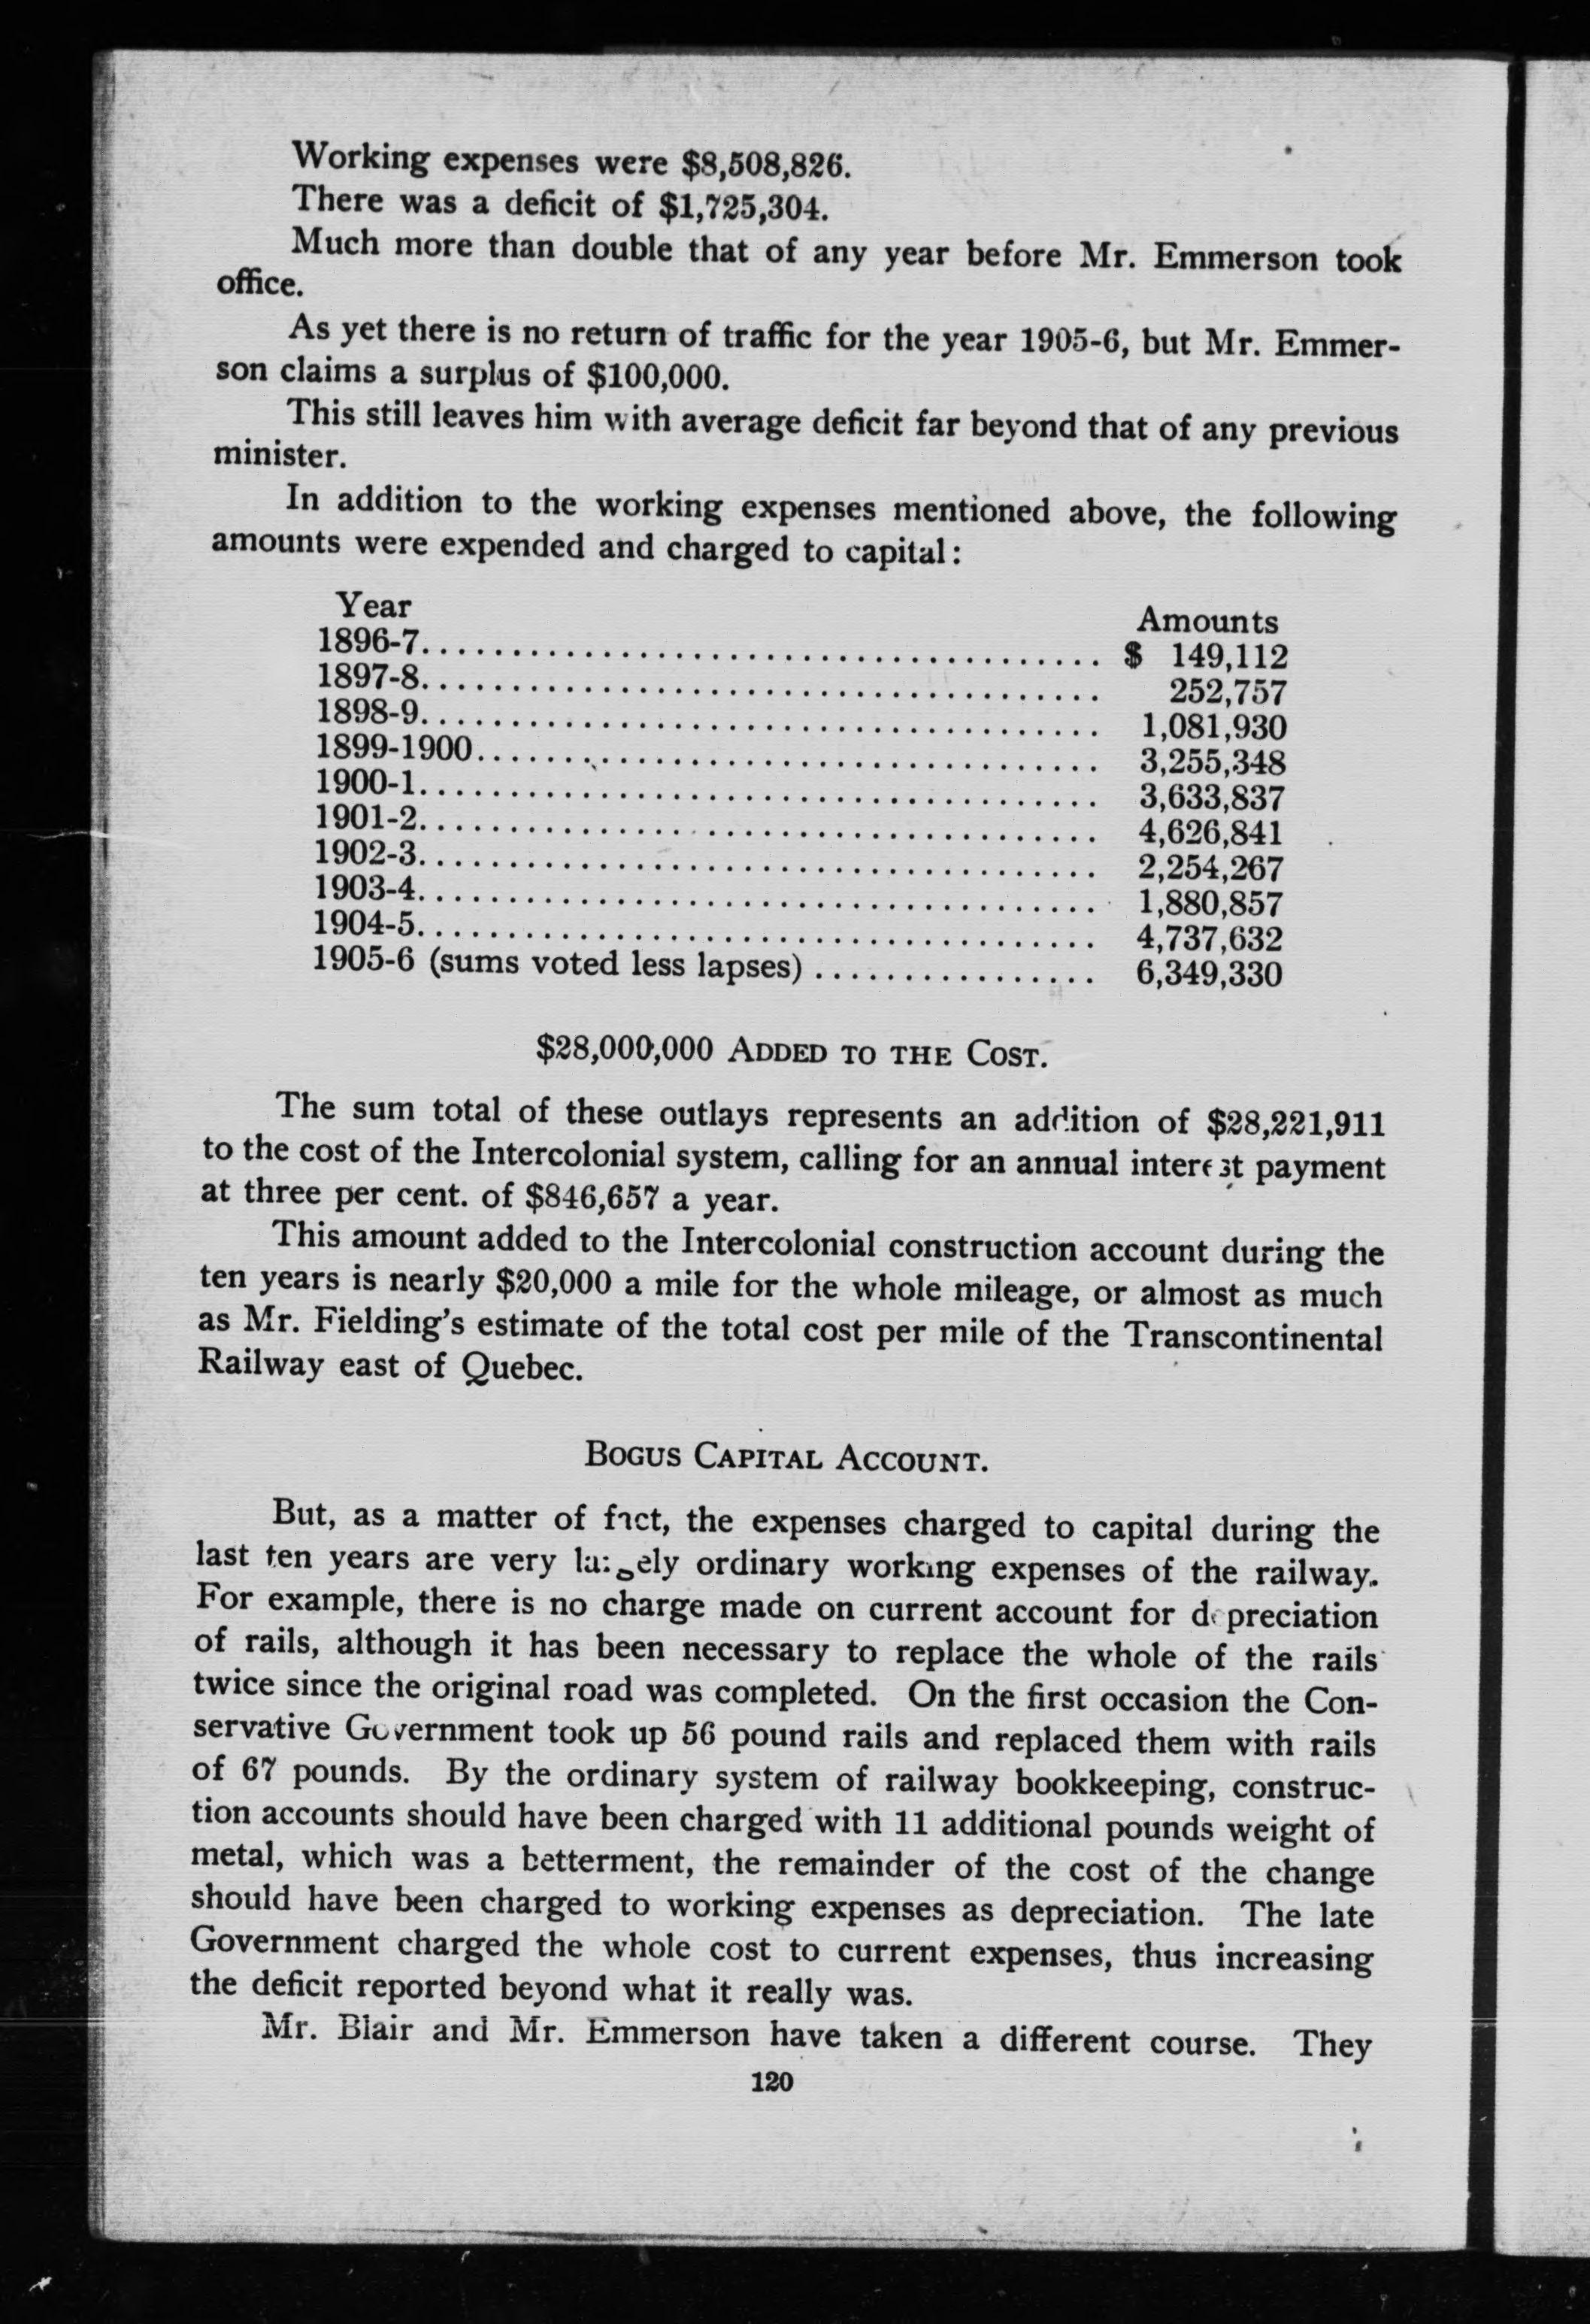 Working expenses were $8,508,826.
There was a deficit of $1,725,304.
Much more than double that of any year before Mr. Emmerson took
office.
As yet there is no return of traffic for the year 1905-6, but Mr. Emmer-
son claims a surplus of $100,000.
This still leaves him with average deficit far beyond that of any previous
minister.
In addition to the working expenses mentioned above, the following
amounts were expended and charged to capital:
Year Amounts
1896-7........................................ $ 149,112
1897-8........................................ 252,757
1898-9........................................ 1,081,930
1899-1900.................................... 3,255,348
1900-1........................................ 3,633,837
1901-2........................................ 4,626,841
1902-3........................................ 2,254,267
1903-4........................................ 1,880,857
1904-5........................................ 4,737,632
1905-6 (sums voted less lapses) ................ 6,349,330
$28,000,000 ADDED TO THE COST.
The sum total of these outlays represents an addition of $28,221,911
to the cost of the Intercolonial system, calling for an annual interest payment
at three per cent. of $846,657 a year.
This amount added to the Intercolonial construction account during the
ten years is nearly $20,000 a mile for the whole mileage, or almost as much
as Mr. Fielding's estimate of the total cost per mile of the Transcontinental
Railway east of Quebec.
BOGUS CAPITAL ACCOUNT.
But, as a matter of fact, the expenses charged to capital during the
last ten years are very largely ordinary working expenses of the railway.
For example, there is no charge made on current account for depreciation
of rails, although it has been necessary to replace the whole of the rails
twice since the original road was completed. On the first occasion the Con-
servative Government took up 56 pound rails and replaced them with rails
of 67 pounds. By the ordinary system of railway bookkeeping, construc-
tion accounts should have been charged with 11 additional pounds weight of
metal, which was a betterment, the remainder of the cost of the change
should have been charged to working expenses as depreciation. The late
Government charged the whole cost to current expenses, thus increasing
the deficit reported beyond what it really was.
Mr. Blair and Mr. Emmerson have taken a different course. They
120